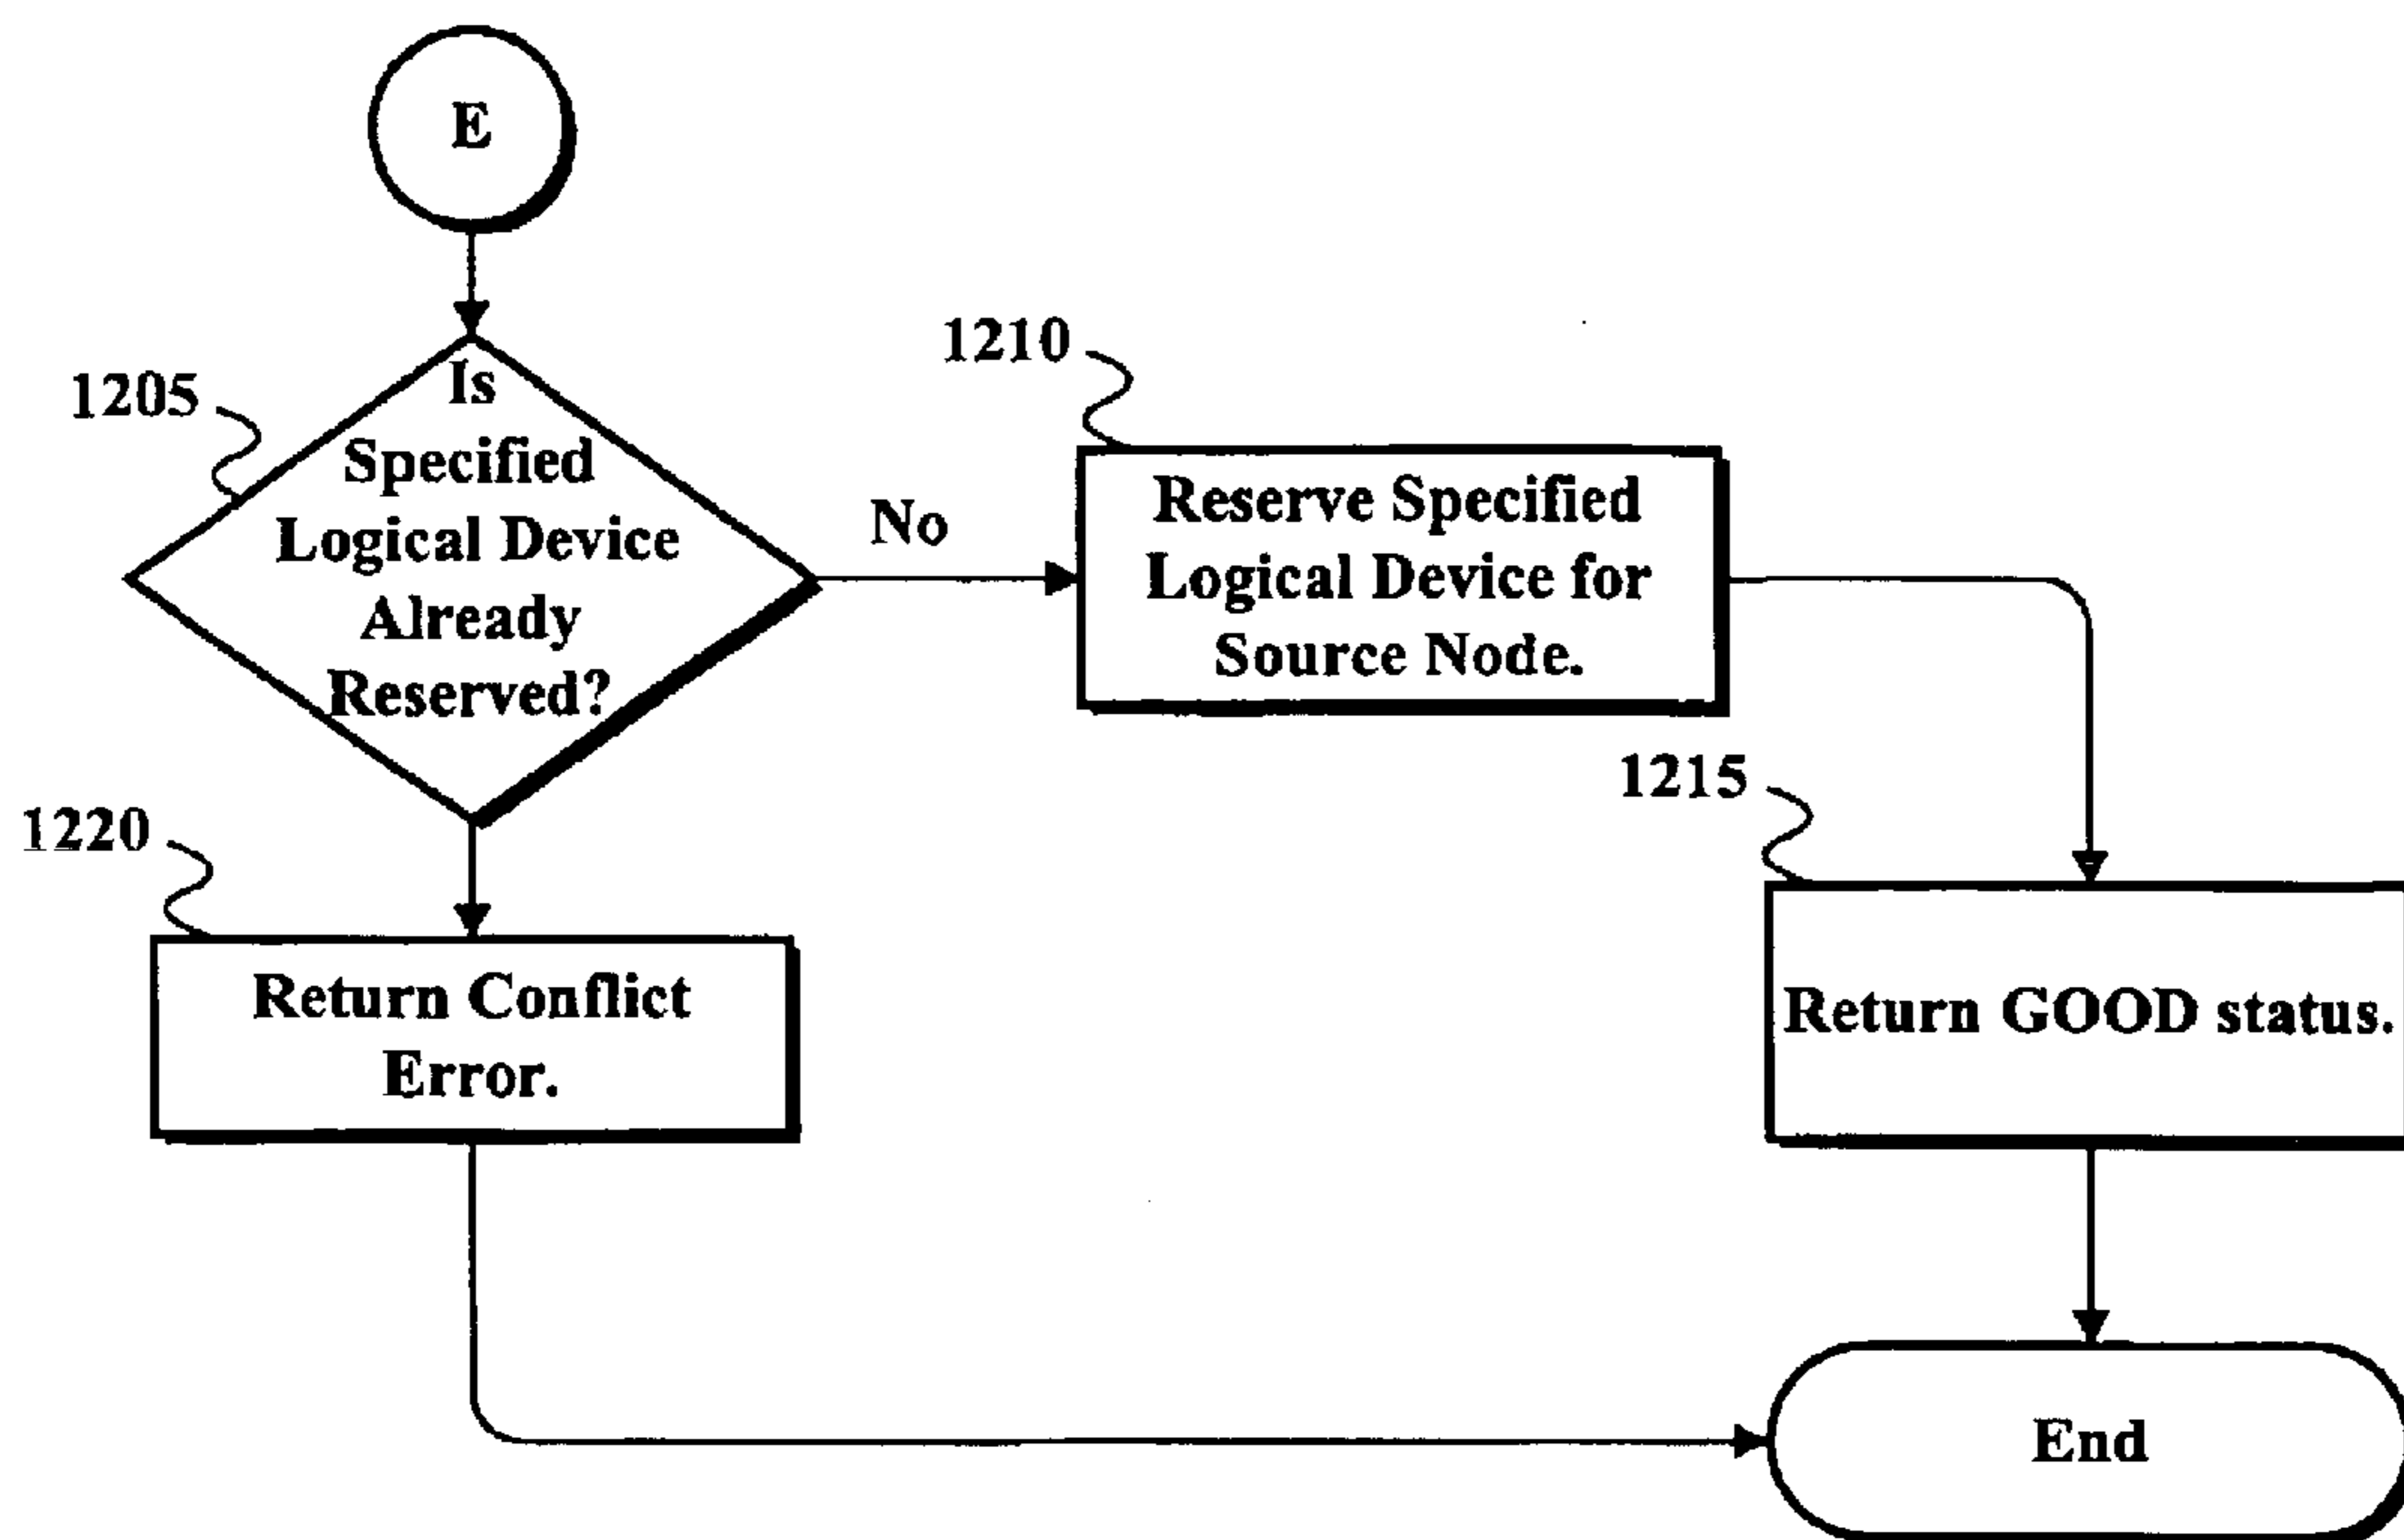 E
1205
Is
Specified
Logical Device
Already
Reserved?
No
1210
Reserve Specified
Logical Device for
Source Node.
1215
Return GOOD status.
1220
Return Conflict
Error.
End